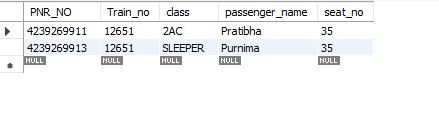 PNR_NO Train_no class passenger_name seat_no
4239269911 12651 2AC Pratibha 35
4239269913 12651 SLEEPER Purnima 35
NULL NULL NULL NULL NULL